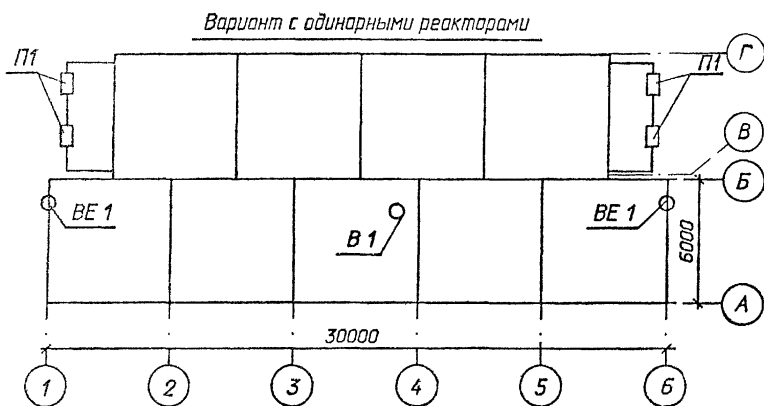 Вариант с одинарными реакторами
П1
П1
Г
В
Б
ВЕ 1
В 1
ВЕ 1
6000
А
30000
1
2
3
4
5
6